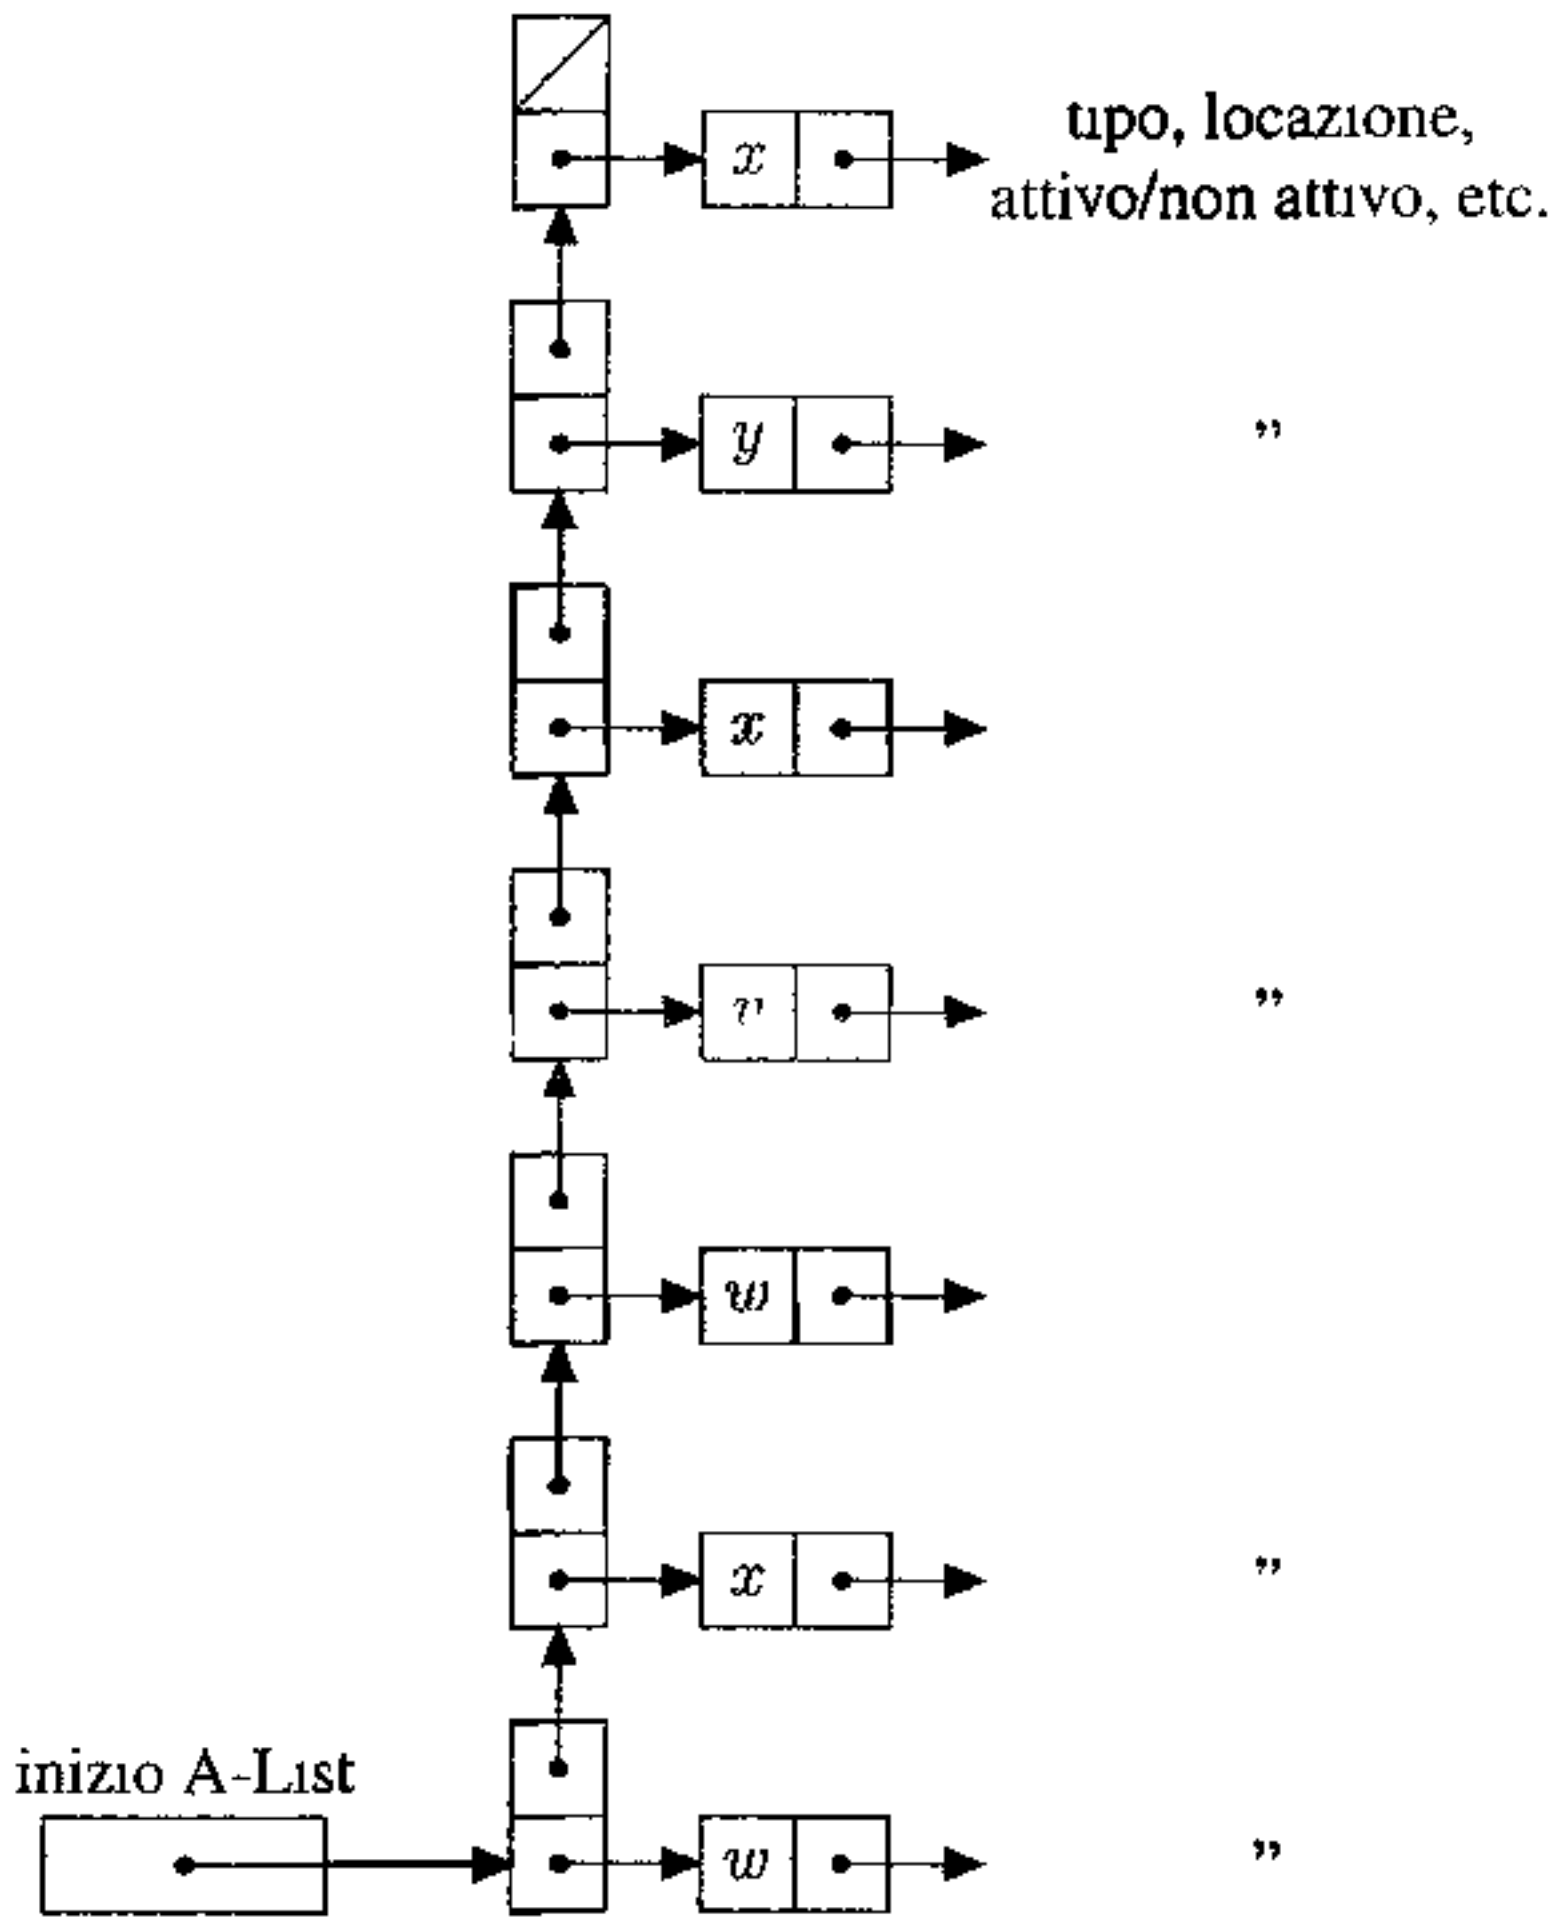 x
tipo, locazione,
attivo/non attivo, etc.
y
”
x
v
”
w
x
”
inizio A-List
w
”